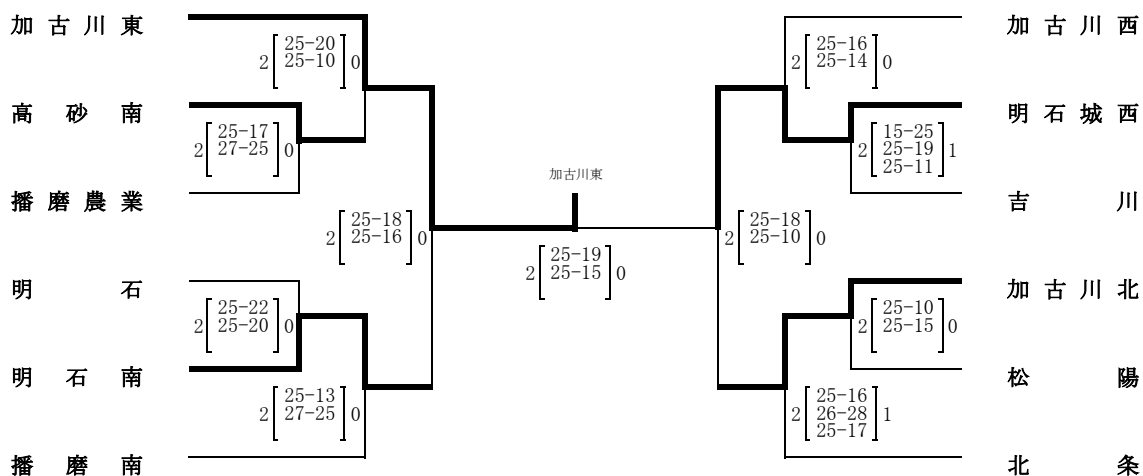 加古川東
加古川西
2 25-20 0
25-10
2 25-16 0
25-14
高砂南
明石城西
2 25-17 0
27-25
2 15-25 1
25-19
25-11
加古川東
播磨農業
吉川
2 25-18 0
25-16
2 25-18 0
25-10
2 25-19 0
25-15
明石
加古川北
2 25-22 0
25-20
2 25-10 0
25-15
明石南
松陽
2 25-13 0
27-25
2 25-16 1
26-28
25-17
播磨南
北条